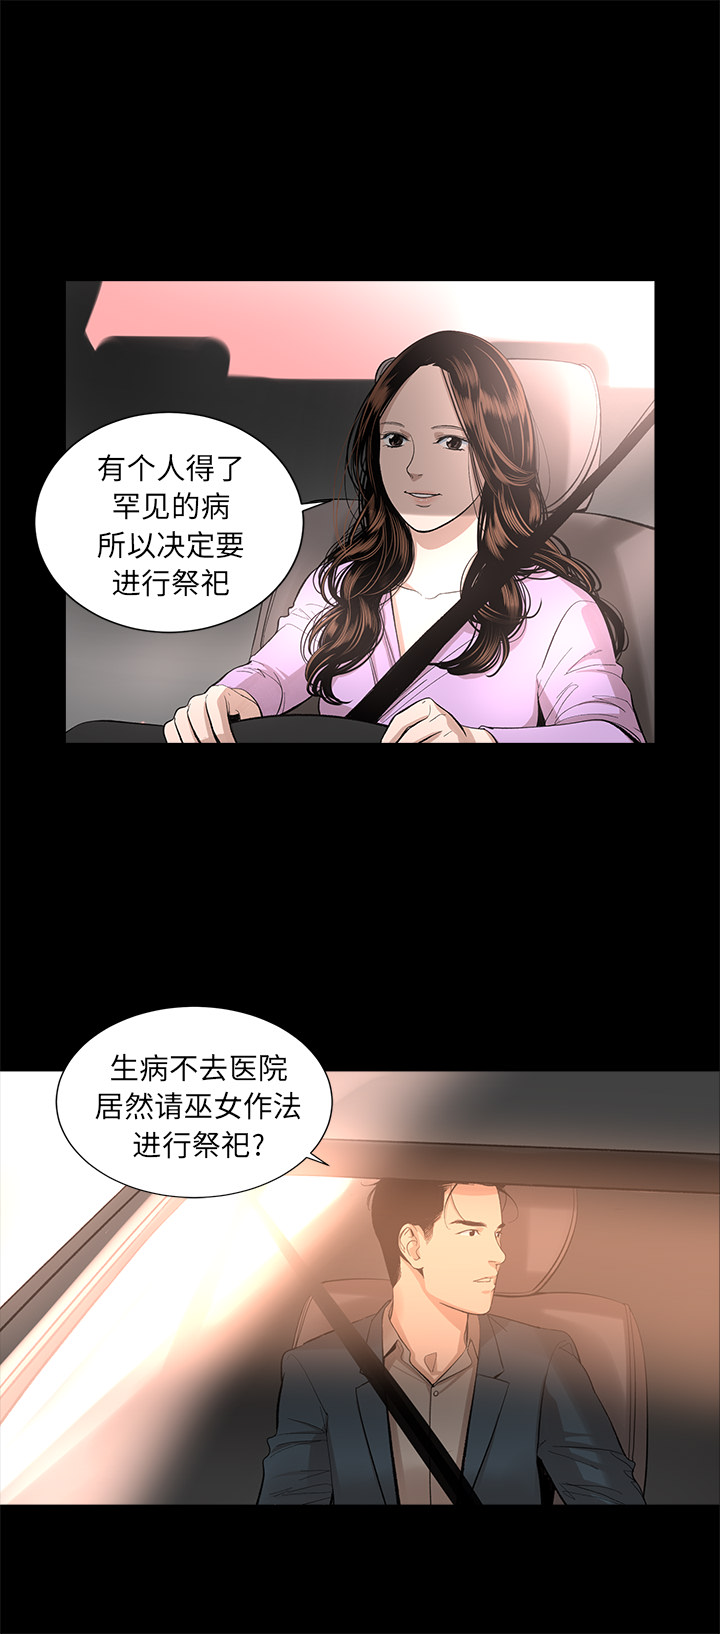 有个人得了
罕见的病
所以决定要
进行祭祀
生病不去医院
居然请巫女作法
进行祭祀?